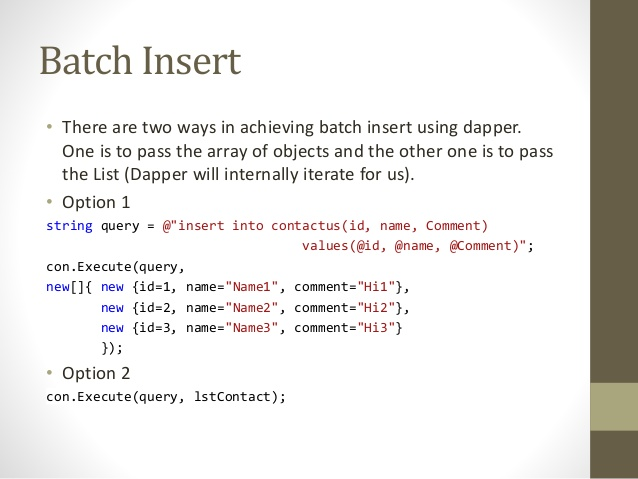 Batch Insert
• There are two ways in achieving batch insert using dapper.
One is to pass the array of objects and the other one is to pass
the List (Dapper will internally iterate for us).
• Option 1
string query = @"insert into contactus(id, name, Comment)
values(@id, @name, @Comment)";
con.Execute(query,
new[]{ new {id=1, name="Name1", comment="Hi1"},
new {id=2, name="Name2", comment="Hi2"},
new {id=3, name="Name3", comment="Hi3"}
});
• Option 2
con.Execute(query, lstContact);